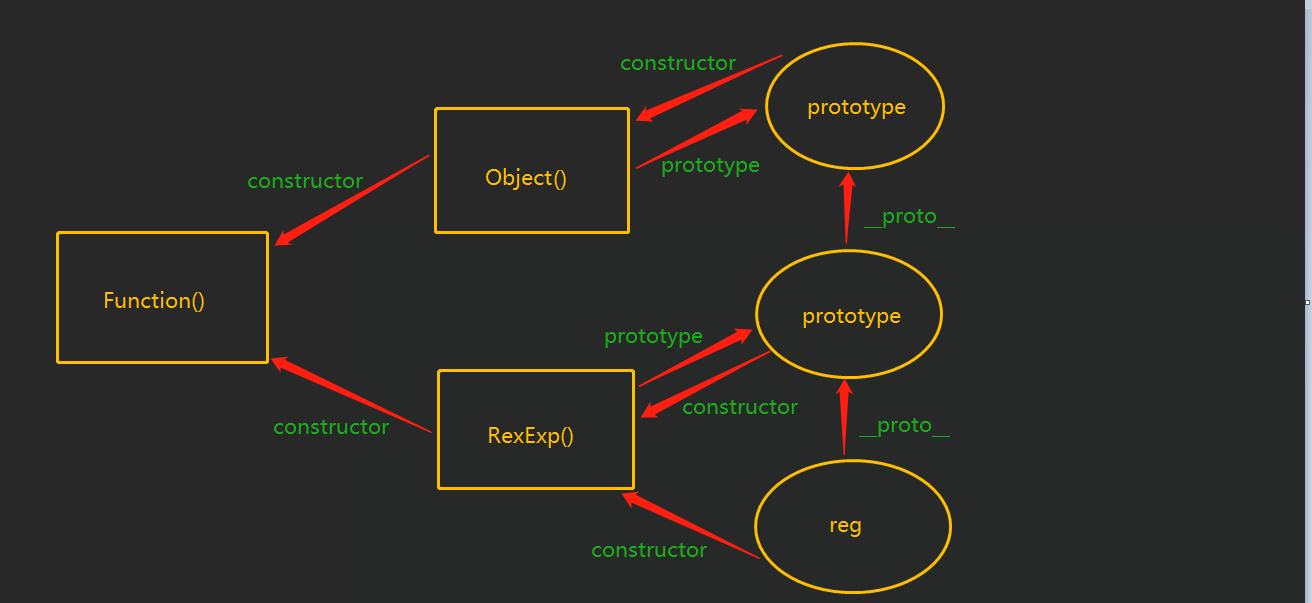 constructor
prototype
prototype
constructor
Object()
__proto__
Function()
prototype
prototype
constructor
constructor
RexExp()
__proto__
reg
constructor